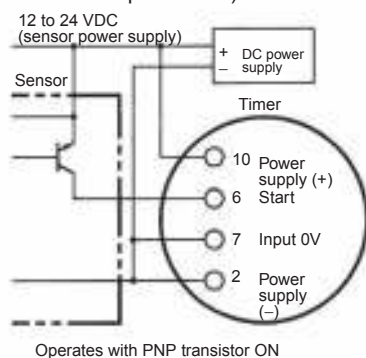 12 to 24 VDC
(sensor power supply)
+ DC power
− supply
Sensor
Timer
10 Power
supply (+)
6 Start
7 Input 0V
2 Power
supply
(−)
Operates with PNP transistor ON